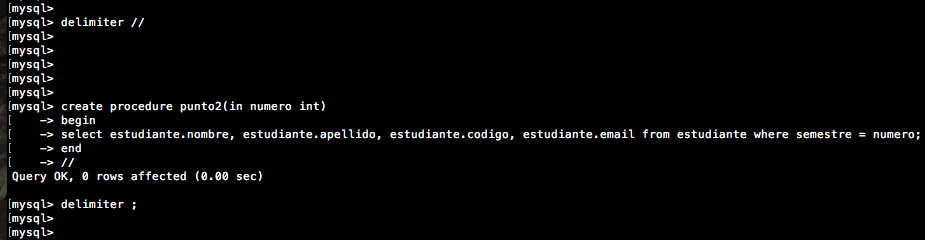 [mysql>
[mysql> delimiter //
[mysql>
[mysql>
[mysql>
[mysql>
[mysql> create procedure punto2(in numero int)
[    -> begin
[    -> select estudiante.nombre, estudiante.apellido, estudiante.codigo, estudiante.email from estudiante where semestre = numero;
[    -> end
[    -> //
Query OK, 0 rows affected (0.00 sec)

[mysql> delimiter ;
[mysql>
[mysql>